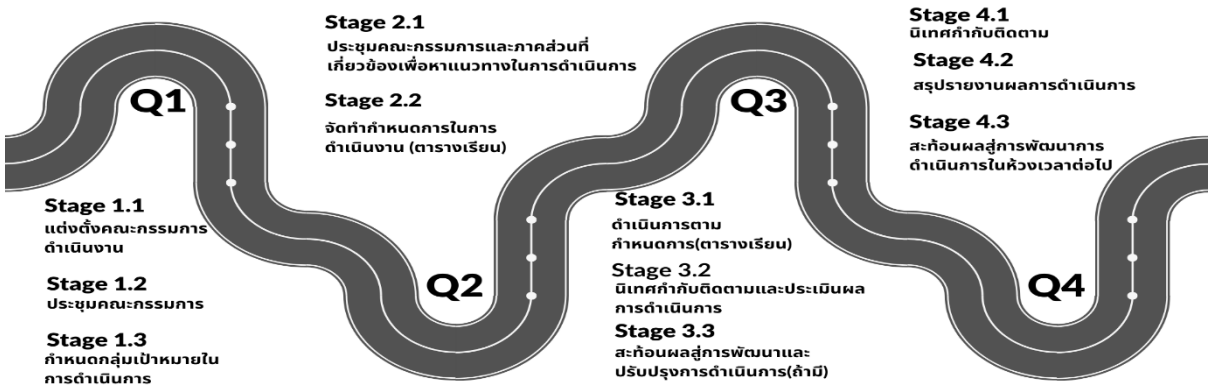 Q1
Stage 1.1
แต่งตั้งคณะกรรมการ
ดำเนินงาน
Stage 1.2
ประชุมคณะกรรมการ
Stage 1.3
กำหนดกลุ่มเป้าหมายใน
การดำเนินการ
Q2
Stage 2.1
ประชุมคณะกรรมการและภาคส่วนที่
เกี่ยวข้องเพื่อหาแนวทางในการดำเนินการ
Stage 2.2
จัดทำกำหนดการในการ
ดำเนินงาน (ตารางเรียน)
Q3
Stage 3.1
ดำเนินการตาม
กำหนดการ(ตารางเรียน)
Stage 3.2
นิเทศกำกับติดตามและประเมินผล
การดำเนินการ
Stage 3.3
สะท้อนผลสู่การพัฒนาและ
ปรับปรุงการดำเนินการ(ถ้ามี)
Q4
Stage 4.1
นิเทศกำกับติดตาม
Stage 4.2
สรุปรายงานผลการดำเนินการ
Stage 4.3
สะท้อนผลสู่การพัฒนาการ
ดำเนินการในห้วงเวลาต่อไป